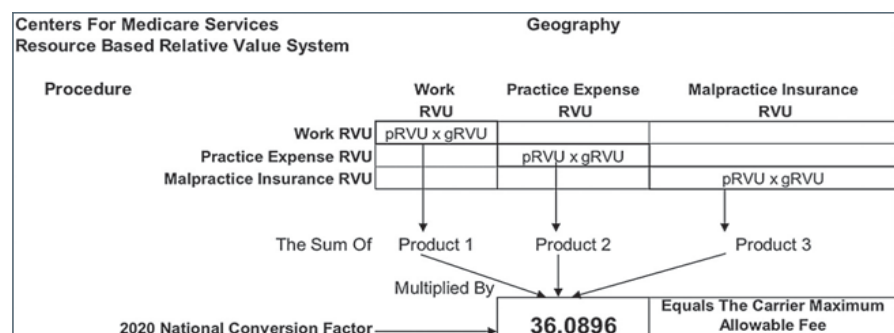 Centers For Medicare Services Geography
Resource Based Relative Value System
Procedure Work Practice Expense Malpractice Insurance
RVU RVU RVU
Work RVU pRVU x gRVU
Practice Expense RVU pRVU x gRVU
Malpractice Insurance RVU pRVU x gRVU
The Sum Of Product 1 Product 2 Product 3
Multiplied By
Equals The Carrier Maximum
2020 National Conversion Factor 36.0896 Allowable Fee